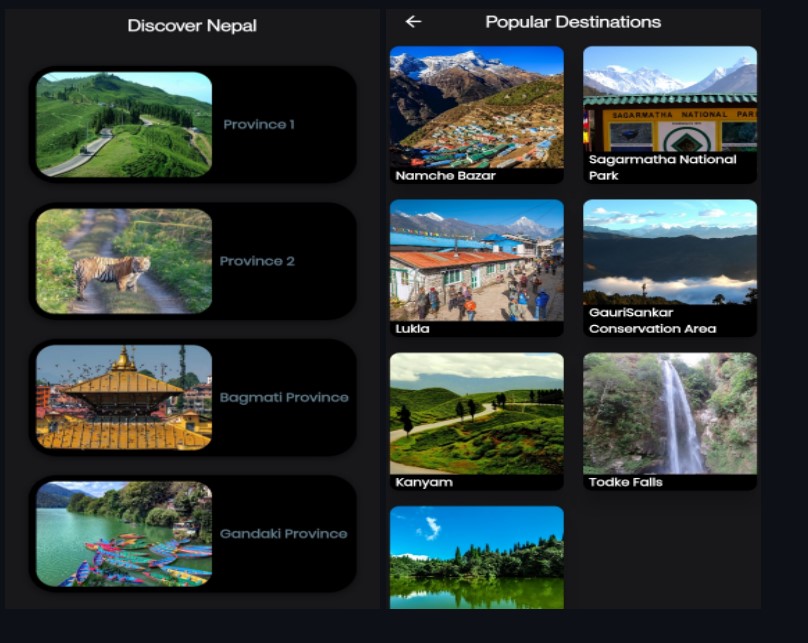 Discover Nepal
Province 1
Province 2
Bagmati Province
Gandaki Province
Popular Destinations
Namche Bazar
SAGARMATHA NATIONAL PAR
Sagarmatha National
Park
Lukla
GauriSankar
Conservation Area
Kanyam
Todke Falls